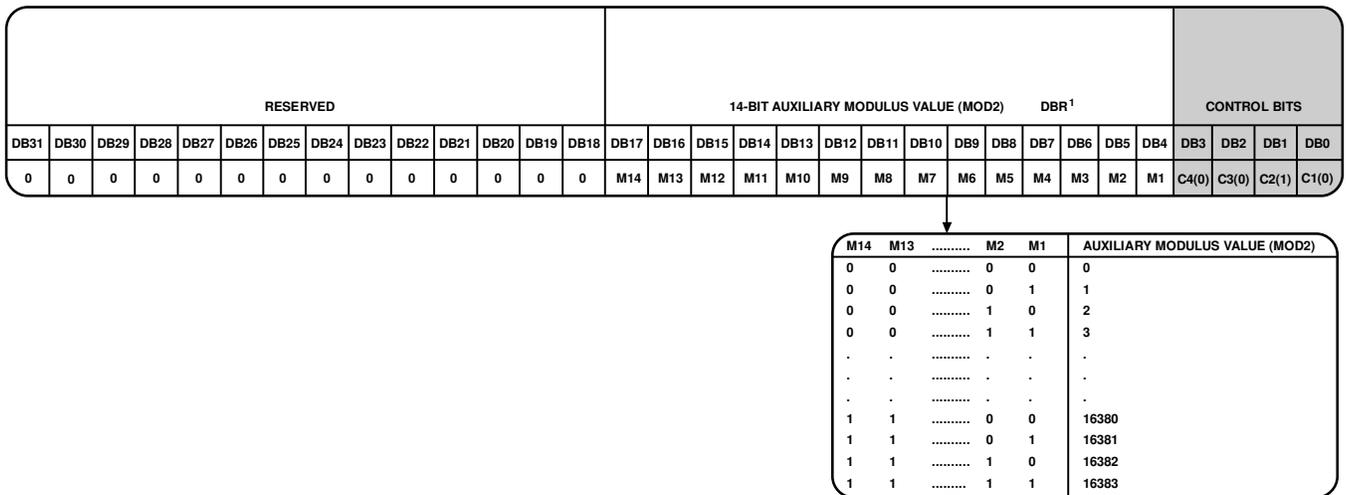 RESERVED 14-BIT AUXILIARY MODULUS VALUE (MOD2) DBR1 CONTROL BITS
DB31 DB30 DB29 DB28 DB27 DB26 DB25 DB24 DB23 DB22 DB21 DB20 DB19 DB18 DB17 DB16 DB15 DB14 DB13 DB12 DB11 DB10 DB9 DB8 DB7 DB6 DB5 DB4 DB3 DB2 DB1 DB0
0 0 0 0 0 0 0 0 0 0 0 0 0 0 M14 M13 M12 M11 M10 M9 M8 M7 M6 M5 M4 M3 M2 M1 C4(0) C3(0) C2(1) C1(0)
M14 M13 .......... M2 M1 AUXILIARY MODULUS VALUE (MOD2)
0 0 .......... 0 0 0
0 0 .......... 0 1 1
0 0 .......... 1 0 2
0 0 .......... 1 1 3
. . .......... . . .
. . .......... . . .
. . .......... . . .
1 1 .......... 0 0 16380
1 1 .......... 0 1 16381
1 1 .......... 1 0 16382
1 1 ......... 1 1 16383